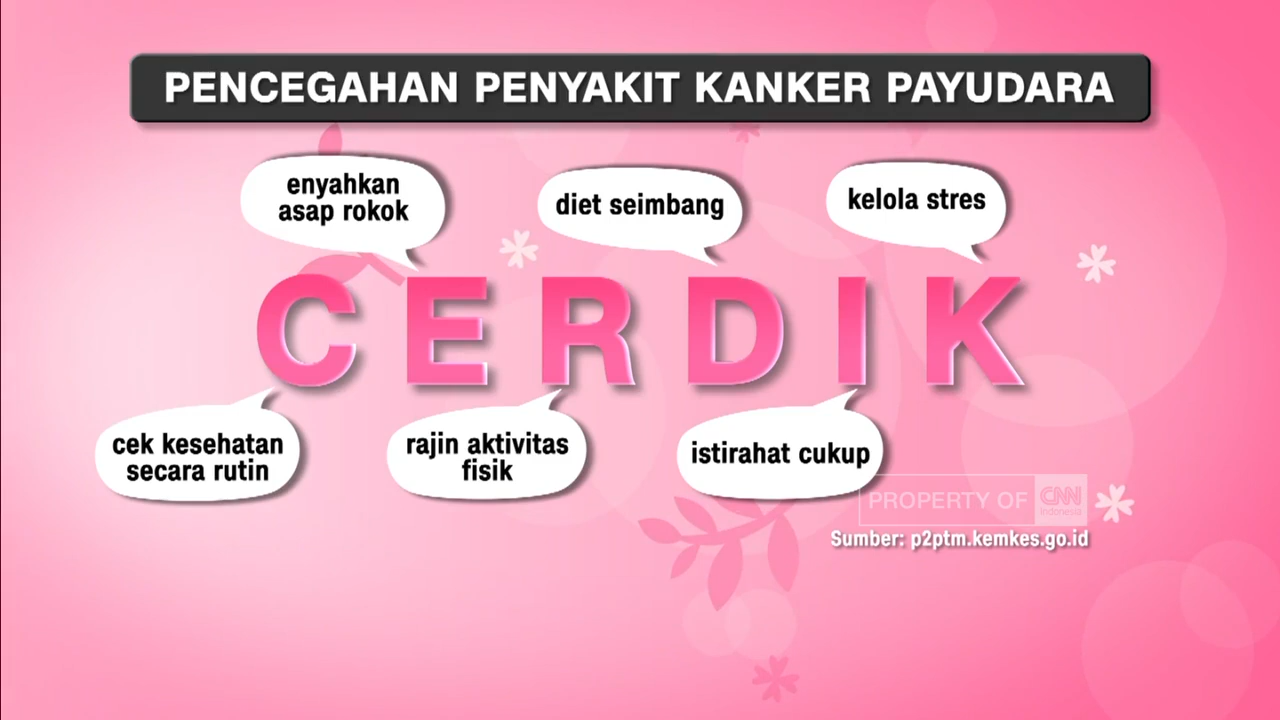 PENCEGAHAN PENYAKIT KANKER PAYUDARA
enyahkan
asap rokok
diet seimbang
kelola stres
CERDIK
cek kesehatan
secara rutin
rajin aktivitas
fisik
istirahat cukup
PROPERTY OF CNN Indonesia
Sumber: p2ptm.kemkes.go.id